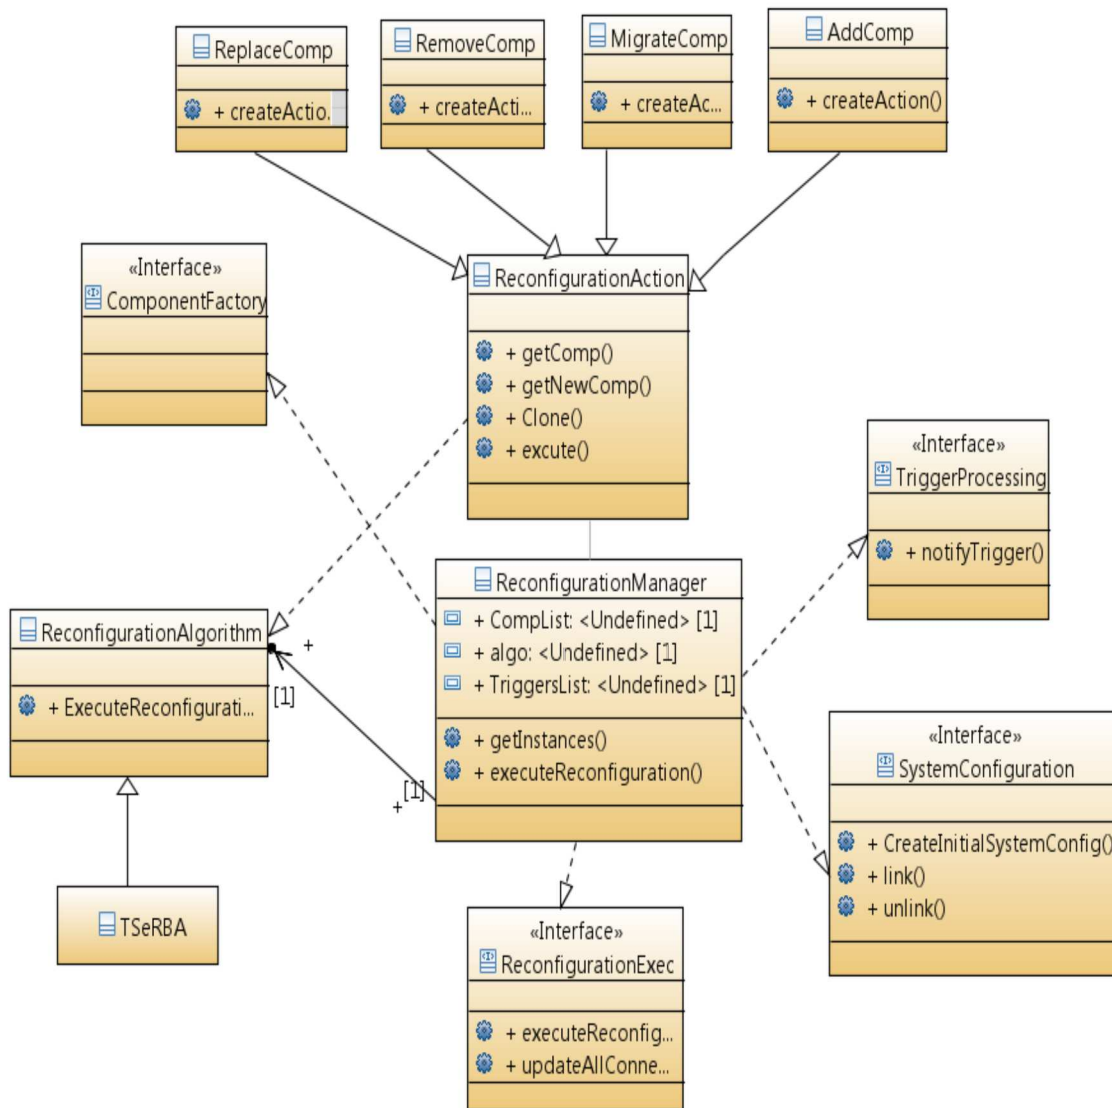 ReplaceComp
+ createActio.
RemoveComp
+ createActi...
MigrateComp
+ createAc...
AddComp
+ createAction()
«Interface»
ComponentFactory
ReconfigurationAction
+ getComp()
+ getNewComp()
+ Clone()
+ excute()
«Interface»
TriggerProcessing
+ notifyTrigger()
ReconfigurationAlgorithm
+ ExecuteReconfigurati...
+
[1]
ReconfigurationManager
+ CompList: <Undefined> [1]
+ algo: <Undefined> [1]
+ TriggersList: <Undefined> [1]
+ getInstances()
+ executeReconfiguration()
[1]
+
«Interface»
SystemConfiguration
+ CreateInitialSystemConfig()
+ link()
+ unlink()
TSeRBA
«Interface»
ReconfigurationExec
+ executeReconfig...
+ updateAllConne...